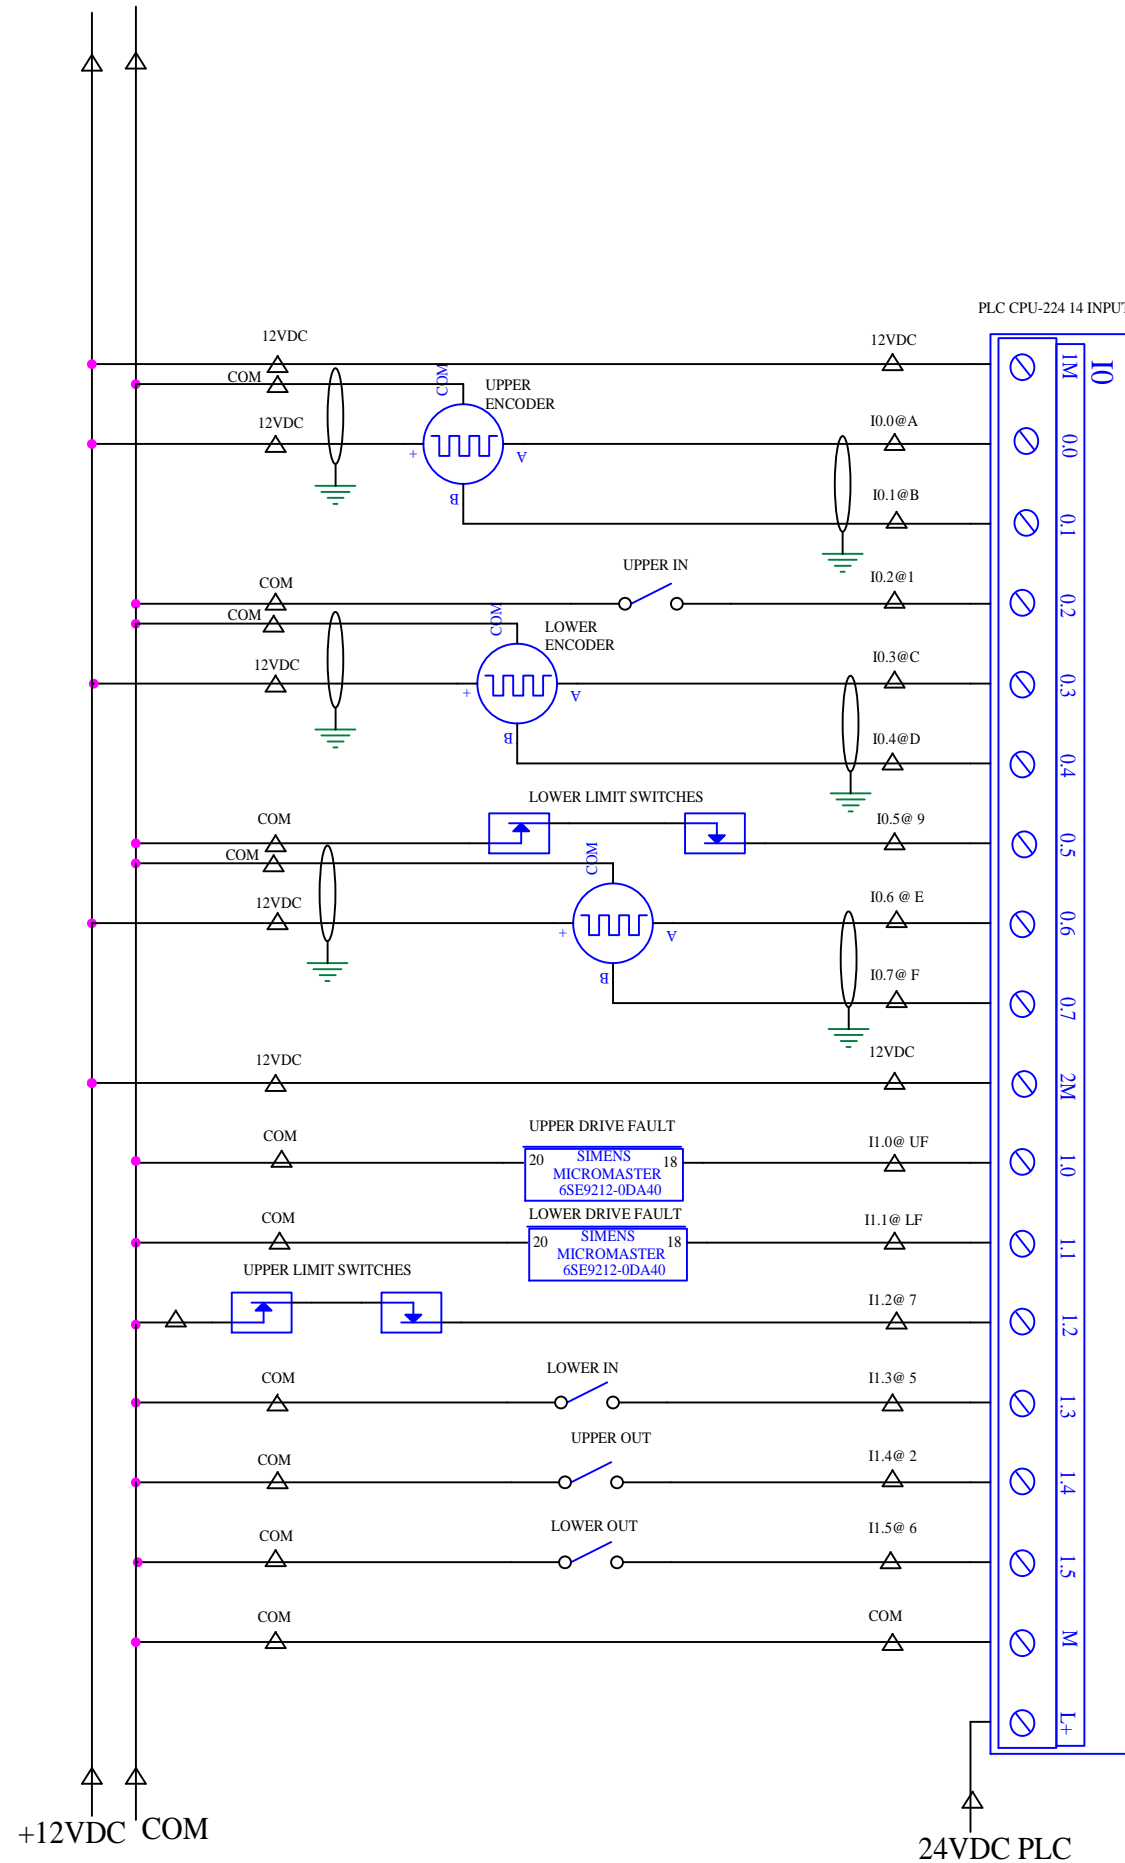 PLC CPU-224 14 INPUT
I0
12VDC
12VDC
1M
COM
COM
UPPER
ENCODER
12VDC
+
A
I0.0@A
0.0
B
I0.1@B
0.1
UPPER IN
COM
I0.2@1
0.2
COM
COM
LOWER
ENCODER
12VDC
+
A
I0.3@C
0.3
B
I0.4@D
0.4
LOWER LIMIT SWITCHES
COM
I0.5@ 9
0.5
COM
COM
12VDC
+
A
I0.6 @ E
0.6
B
I0.7@ F
0.7
12VDC
12VDC
2M
UPPER DRIVE FAULT
COM
20
SIMENS
18
MICROMASTER
6SE9212-0DA40
I1.0@ UF
1.0
LOWER DRIVE FAULT
COM
20
SIMENS
18
MICROMASTER
6SE9212-0DA40
I1.1@ LF
1.1
UPPER LIMIT SWITCHES
I1.2@ 7
1.2
LOWER IN
COM
I1.3@ 5
1.3
UPPER OUT
COM
I1.4@ 2
1.4
LOWER OUT
COM
I1.5@ 6
1.5
COM
COM
M
L+
+12VDC
COM
24VDC PLC